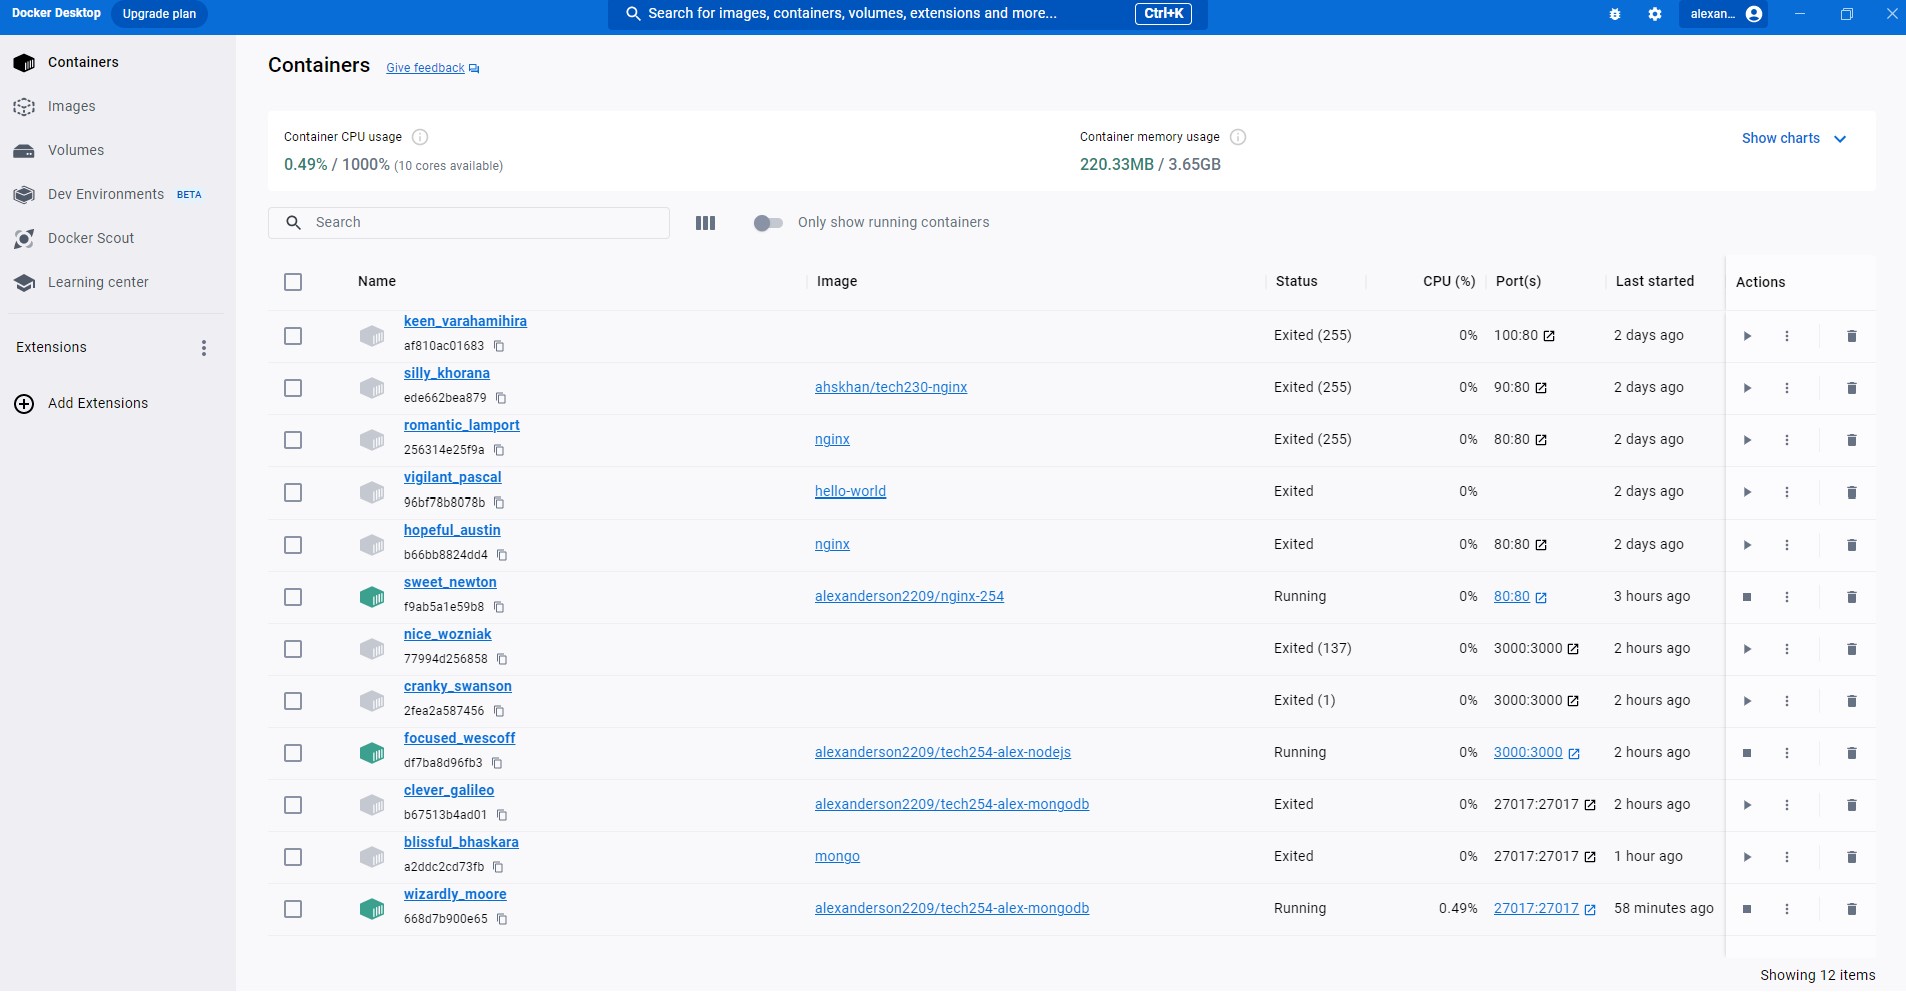 Docker Desktop Upgrade plan Search for images, containers, volumes, extensions and more... Ctrl+K alexan...
Containers
Images
Volumes
Dev Environments BETA
Docker Scout
Learning center
Extensions
Add Extensions
Containers Give feedback
Container CPU usage
0.49% / 1000% (10 cores available)
Container memory usage
220.33MB / 3.65GB
Show charts
Search Only show running containers
Name Image Status CPU (%) Port(s) Last started Actions
keen_varahamihira
af810ac01683 Exited (255) 0% 100:80 2 days ago
silly_khorana
ede662bea879 ahskhan/tech230-nginx Exited (255) 0% 90:80 2 days ago
romantic_lamport
256314e25f9a nginx Exited (255) 0% 80:80 2 days ago
vigilant_pascal
96bf78b8078b hello-world Exited 0% 2 days ago
hopeful_austin
b66bb8824dd4 nginx Exited 0% 80:80 2 days ago
sweet_newton
f9ab5a1e59b8 alexanderson2209/nginx-254 Running 0% 80:80 3 hours ago
nice_wozniak
77994d256858 Exited (137) 0% 3000:3000 2 hours ago
cranky_swanson
2fea2a587456 Exited (1) 0% 3000:3000 2 hours ago
focused_wescoff
df7ba8d96fb3 alexanderson2209/tech254-alex-nodejs Running 0% 3000:3000 2 hours ago
clever_galileo
b67513b4ad01 alexanderson2209/tech254-alex-mongodb Exited 0% 27017:27017 2 hours ago
blissful_bhaskara
a2ddc2cd73fb mongo Exited 0% 27017:27017 1 hour ago
wizardly_moore
668d7b900e65 alexanderson2209/tech254-alex-mongodb Running 0.49% 27017:27017 58 minutes ago
Showing 12 items